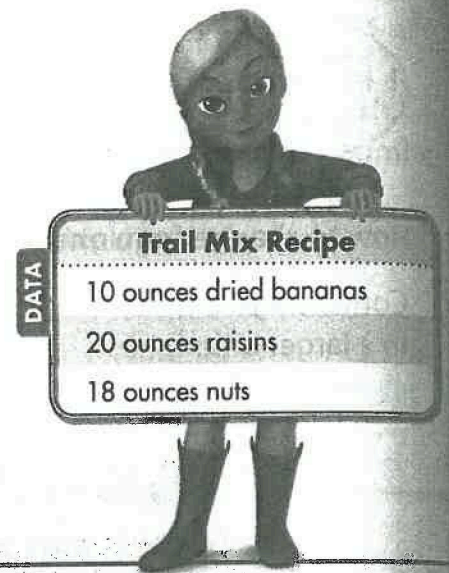 DATA
Trail Mix Recipe
10 ounces dried bananas
20 ounces raisins
18 ounces nuts